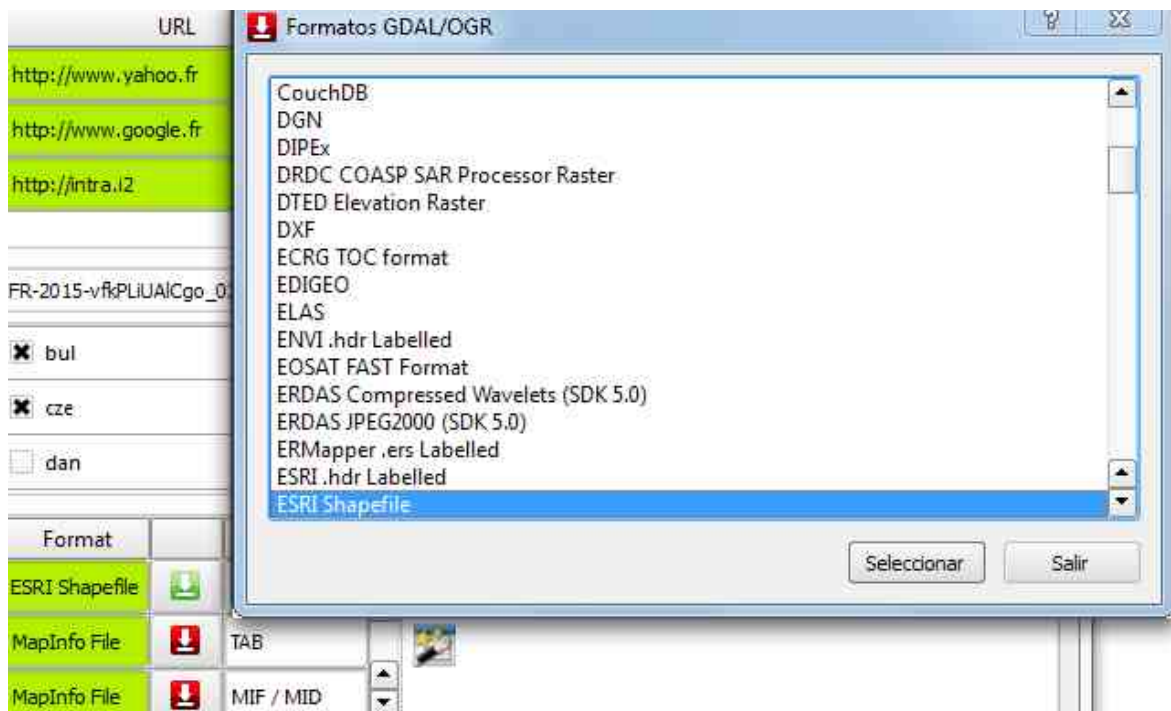 URL
http://www.yahoo.fr
http://www.google.fr
http://intra.i2
FR-2015-vfkPLiUAlCgo_0
bul
cze
dan
Format
ESRI Shapefile
MapInfo File
TAB
MapInfo File
MIF / MID
Formatos GDAL/OGR
CouchDB
DGN
DIPEx
DRDC COASP SAR Processor Raster
DTED Elevation Raster
DXF
ECRG TOC format
EDIGEO
ELAS
ENVI .hdr Labelled
EOSAT FAST Format
ERDAS Compressed Wavelets (SDK 5.0)
ERDAS JPEG2000 (SDK 5.0)
ERMapper .ers Labelled
ESRI .hdr Labelled
ESRI Shapefile
Seleccionar
Salir